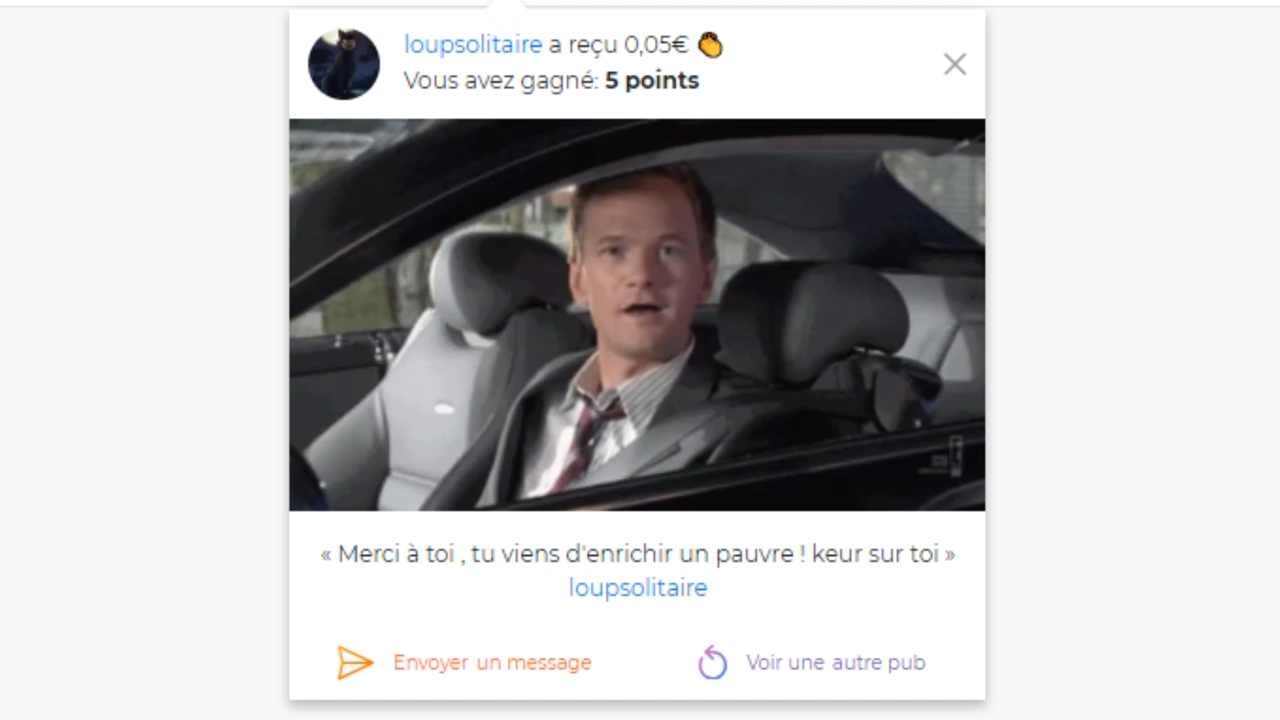 loupsolitaire a reçu 0,05€ 👏
Vous avez gagné: 5 points
« Merci à toi , tu viens d'enrichir un pauvre ! keur sur toi »
loupsolitaire
Envoyer un message
Voir une autre pub